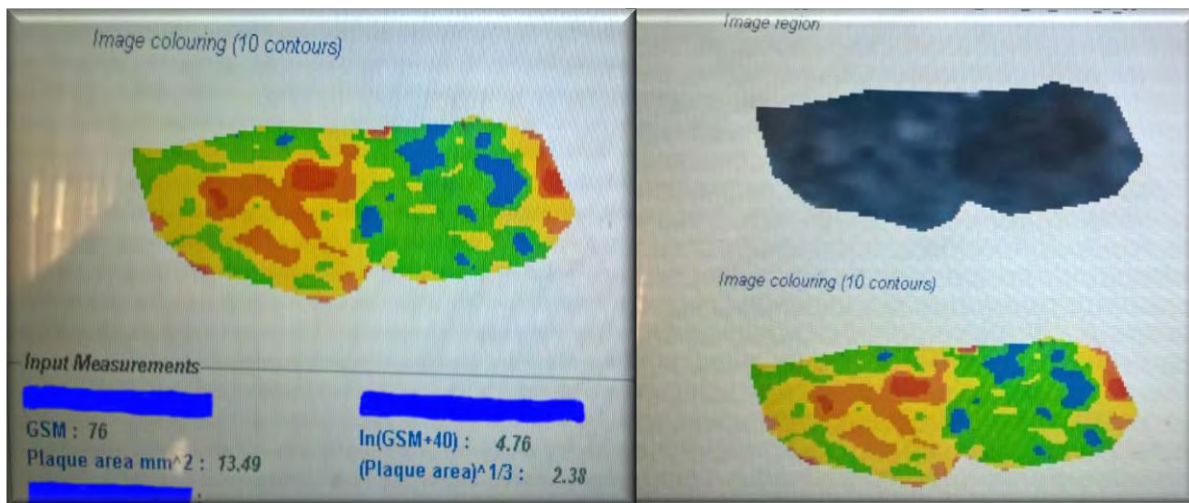 Image colouring (10 contours)
Input Measurements
GSM : 76
ln(GSM+40) : 4.76
Plaque area mm^2 : 13.49
(Plaque area)^1/3 : 2.38
:
Image region
Image colouring (10 contours)